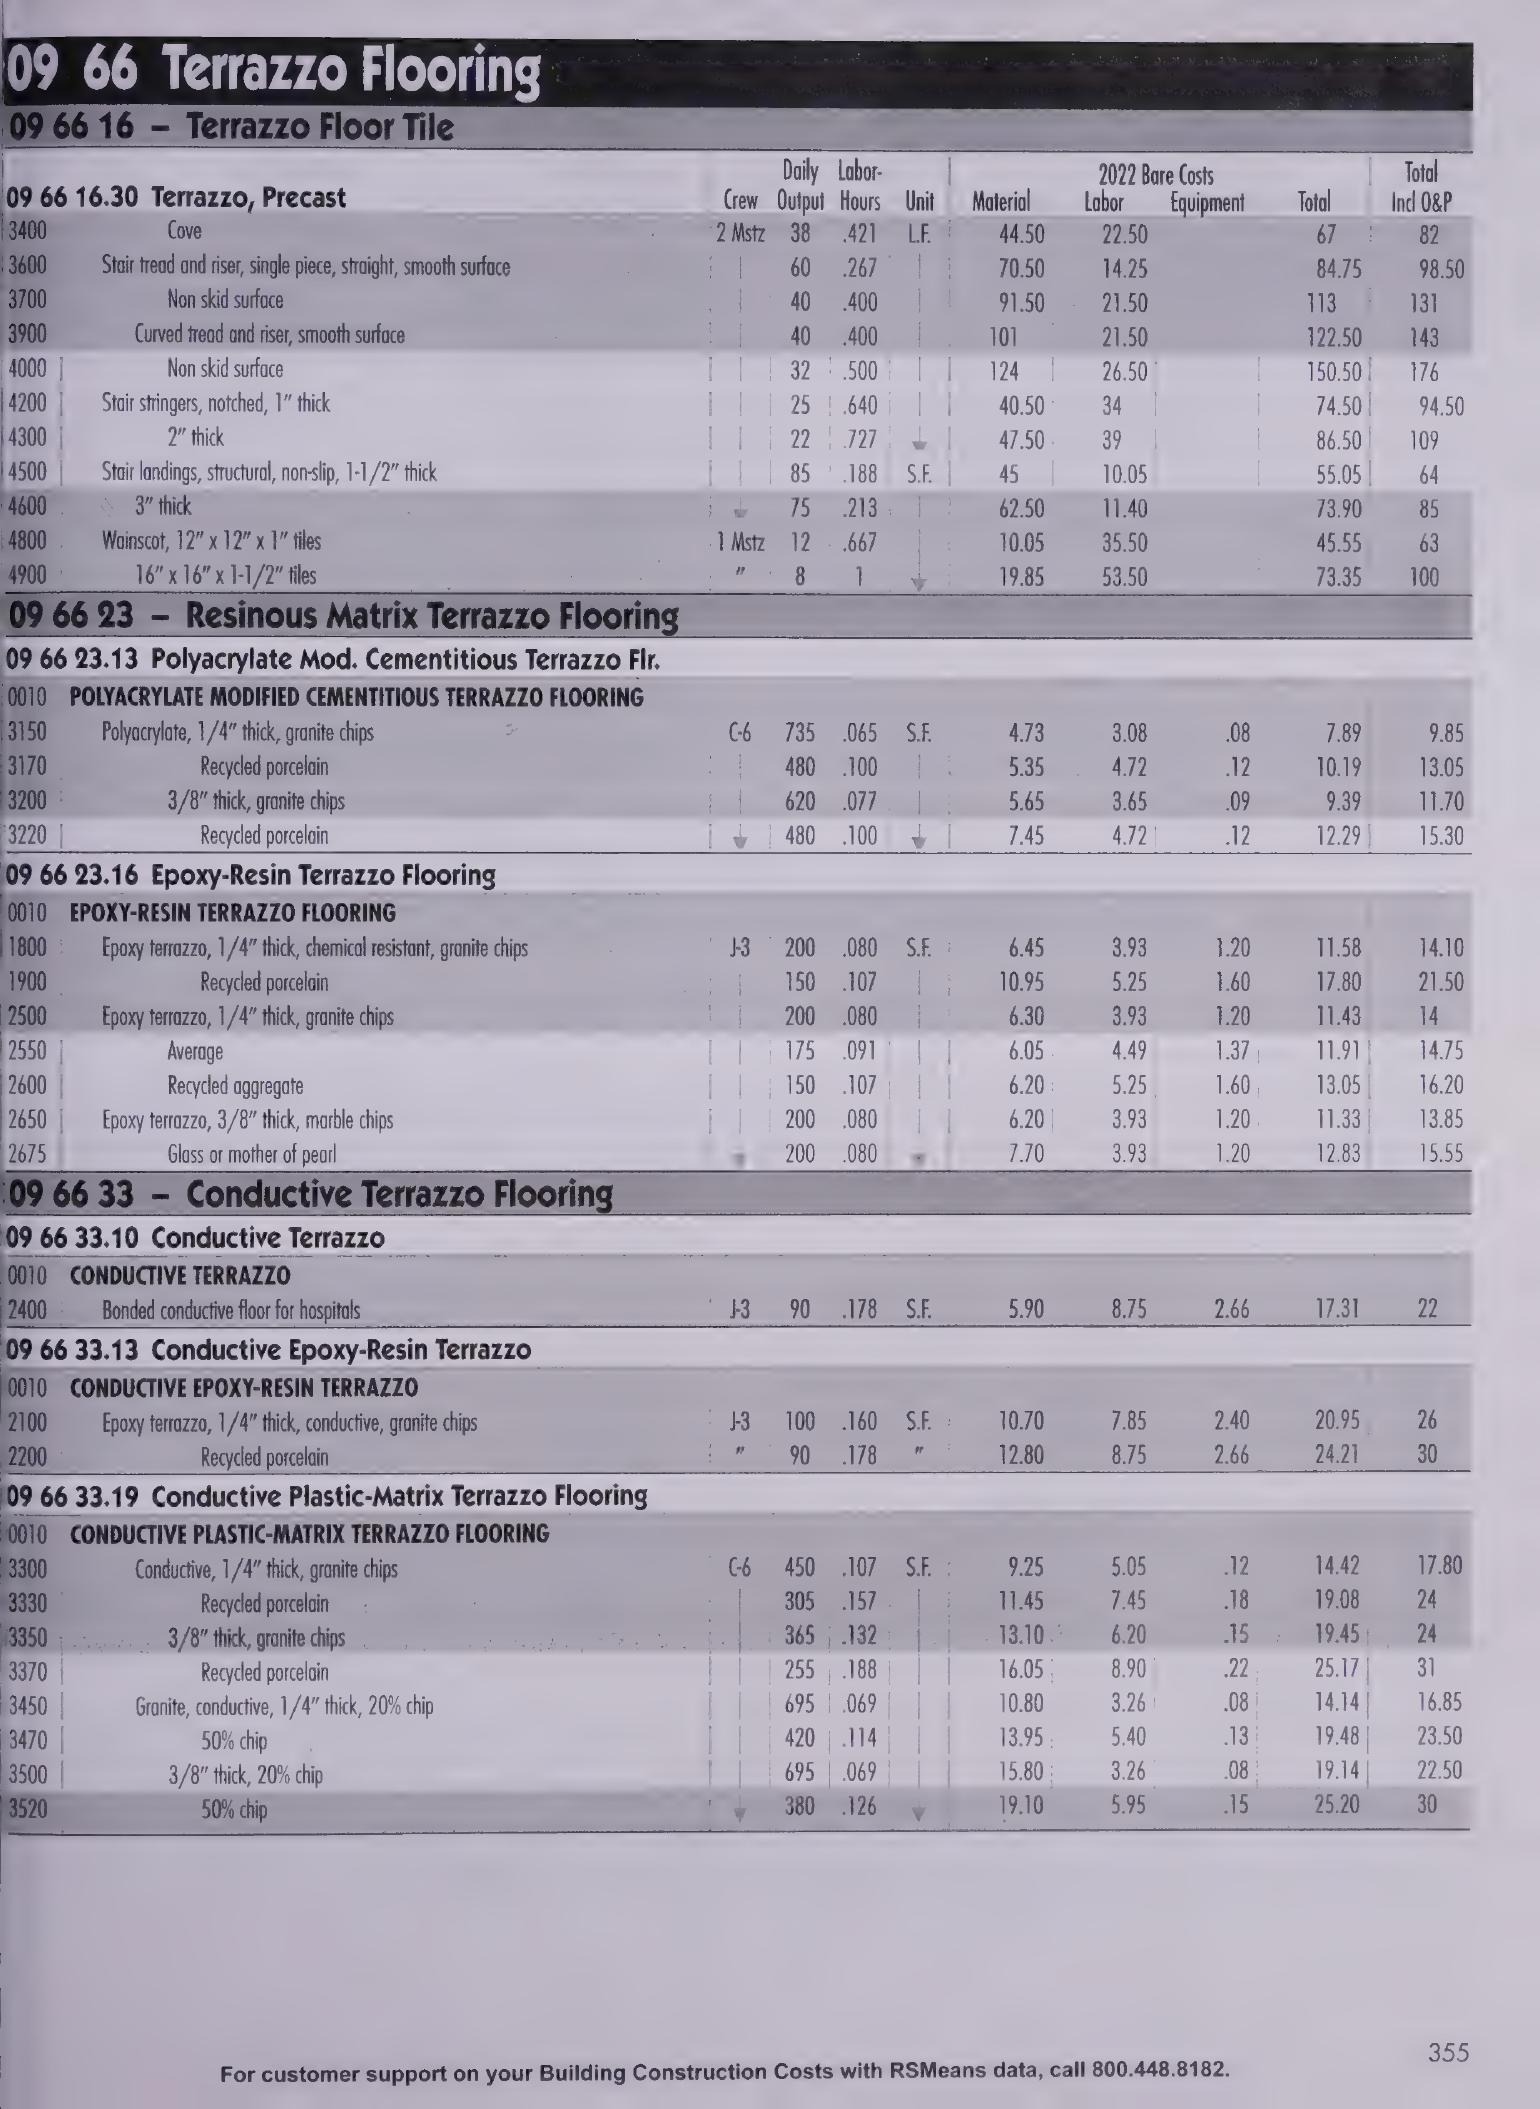 09 66 Terrazzo Flooring
09 66 16 – Terrazzo Floor Tile
Daily Labor- 2022 Bare Costs Total
09 66 16.30 Terrazzo, Precast Crew Output Hours Unit Material Labor Equipment Total Incl O&P
3400 Cove 2 Mstz 38 .421 L.F. 44.50 22.50 67 82
3600 Stair tread and riser, single piece, straight, smooth surface 60 .267 70.50 14.25 84.75 98.50
3700 Non skid surface 40 .400 91.50 21.50 113 131
3900 Curved tread and riser, smooth surface 40 .400 101 21.50 122.50 143
4000 Non skid surface 32 .500 124 26.50 150.50 176
4200 Stair stringers, notched, 1" thick 25 .640 40.50 34 74.50 94.50
4300 2" thick 22 .727 47.50 39 86.50 109
4500 Stair landings, structural, non-slip, 1-1/2" thick 85 .188 S.F. 45 10.05 55.05 64
4600 3" thick 75 .213 62.50 11.40 73.90 85
4800 Wainscot, 12" x 12" x 1" tiles 1 Mstz 12 .667 10.05 35.50 45.55 63
4900 16" x 16" x 1-1/2" tiles " 8 1 19.85 53.50 73.35 100
09 66 23 – Resinous Matrix Terrazzo Flooring
09 66 23.13 Polyacrylate Mod. Cementitious Terrazzo Flr.
0010 POLYACRYLATE MODIFIED CEMENTITIOUS TERRAZZO FLOORING
3150 Polyacrylate, 1/4" thick, granite chips C-6 735 .065 S.F. 4.73 3.08 .08 7.89 9.85
3170 Recycled porcelain 480 .100 5.35 4.72 .12 10.19 13.05
3200 3/8" thick, granite chips 620 .077 5.65 3.65 .09 9.39 11.70
3220 Recycled porcelain 480 .100 7.45 4.72 .12 12.29 15.30
09 66 23.16 Epoxy-Resin Terrazzo Flooring
0010 EPOXY-RESIN TERRAZZO FLOORING
1800 Epoxy terrazzo, 1/4" thick, chemical resistant, granite chips J-3 200 .080 S.F. 6.45 3.93 1.20 11.58 14.10
1900 Recycled porcelain 150 .107 10.95 5.25 1.60 17.80 21.50
2500 Epoxy terrazzo, 1/4" thick, granite chips 200 .080 6.30 3.93 1.20 11.43 14
2550 Average 175 .091 6.05 4.49 1.37 11.91 14.75
2600 Recycled aggregate 150 .107 6.20 5.25 1.60 13.05 16.20
2650 Epoxy terrazzo, 3/8" thick, marble chips 200 .080 6.20 3.93 1.20 11.33 13.85
2675 Glass or mother of pearl 200 .080 7.70 3.93 1.20 12.83 15.55
09 66 33 – Conductive Terrazzo Flooring
09 66 33.10 Conductive Terrazzo
0010 CONDUCTIVE TERRAZZO
2400 Bonded conductive floor for hospitals J-3 90 .178 S.F. 5.90 8.75 2.66 17.31 22
09 66 33.13 Conductive Epoxy-Resin Terrazzo
0010 CONDUCTIVE EPOXY-RESIN TERRAZZO
2100 Epoxy terrazzo, 1/4" thick, conductive, granite chips J-3 100 .160 S.F. 10.70 7.85 2.40 20.95 26
2200 Recycled porcelain " 90 .178 " 12.80 8.75 2.66 24.21 30
09 66 33.19 Conductive Plastic-Matrix Terrazzo Flooring
0010 CONDUCTIVE PLASTIC-MATRIX TERRAZZO FLOORING
3300 Conductive, 1/4" thick, granite chips C-6 450 .107 S.F. 9.25 5.05 .12 14.42 17.80
3330 Recycled porcelain 305 .157 11.45 7.45 .18 19.08 24
3350 3/8" thick, granite chips 365 .132 13.10 6.20 .15 19.45 24
3370 Recycled porcelain 255 .188 16.05 8.90 .22 25.17 31
3450 Granite, conductive, 1/4" thick, 20% chip 695 .069 10.80 3.26 .08 14.14 16.85
3470 50% chip 420 .114 13.95 5.40 .13 19.48 23.50
3500 3/8" thick, 20% chip 695 .069 15.80 3.26 .08 19.14 22.50
3520 50% chip 380 .126 19.10 5.95 .15 25.20 30
355
For customer support on your Building Construction Costs with RSMeans data, call 800.448.8182.